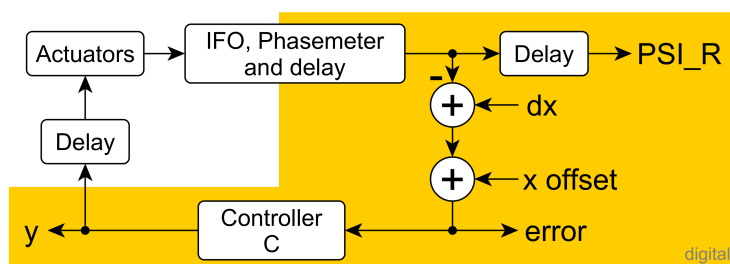 Actuators
IFO, Phasemeter
and delay
Delay
PSI_R
-
+
dx
Delay
+
x offset
y
Controller
C
error
digital